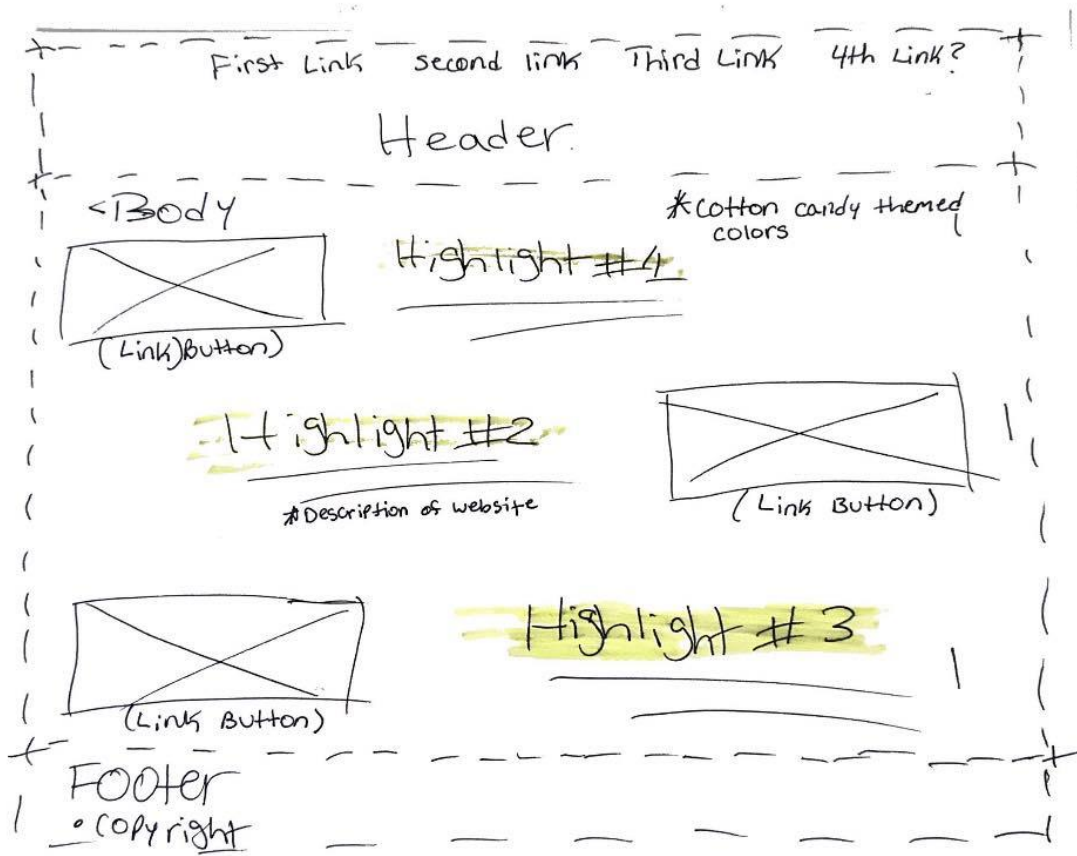 First Link second link Third Link 4th Link?
Header.
<Body
*cotton candy themed
colors
Highlight #1
(Link)Button)
Highlight #2
*Description of website
(Link Button)
Highlight #3
(Link Button)
Footer
• copyright